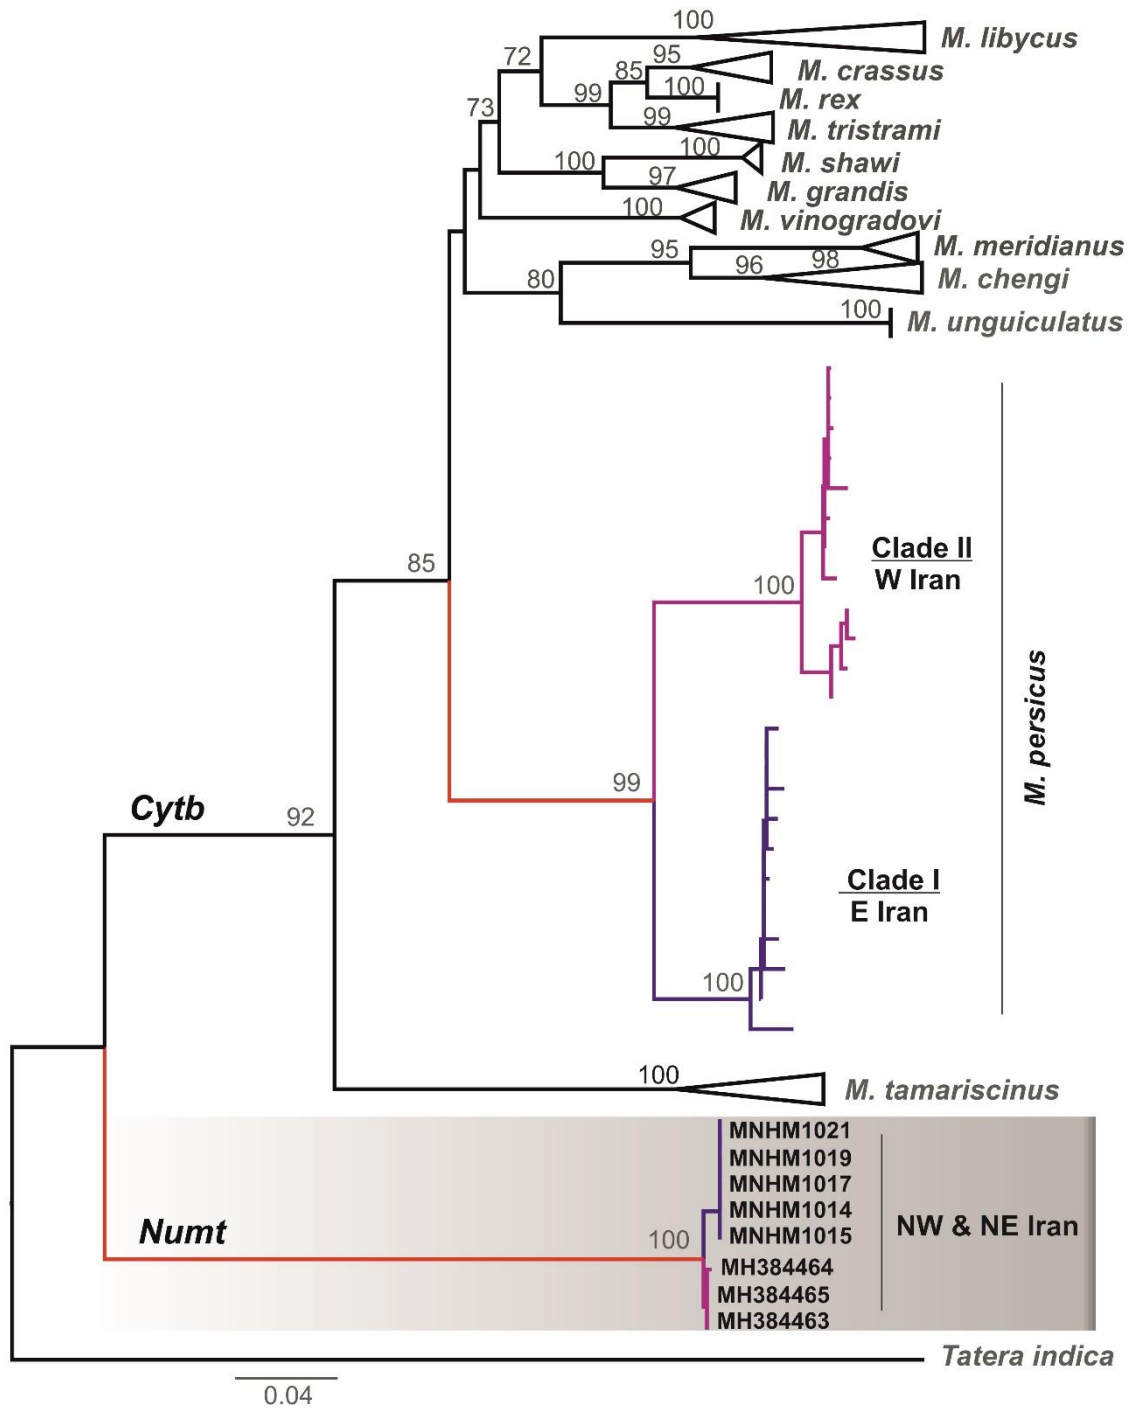 100
M. libycus
72
95
M. crassus
85
100
M. rex
99
73
99
M. tristrami
100
M. shawi
100
97
M. grandis
100
M. vinogradovi
95
M. meridianus
98
96
M. chengi
80
100
M. unguiculatus
85
Clade II
W Iran
100
M. persicus
99
Cytb
92
Clade I
E Iran
100
100
M. tamariscinus
MNHM1021
MNHM1019
MNHM1017
MNHM1014
MNHM1015
Numt
100
NW & NE Iran
MH384464
MH384465
MH384463
Tatera indica
0.04